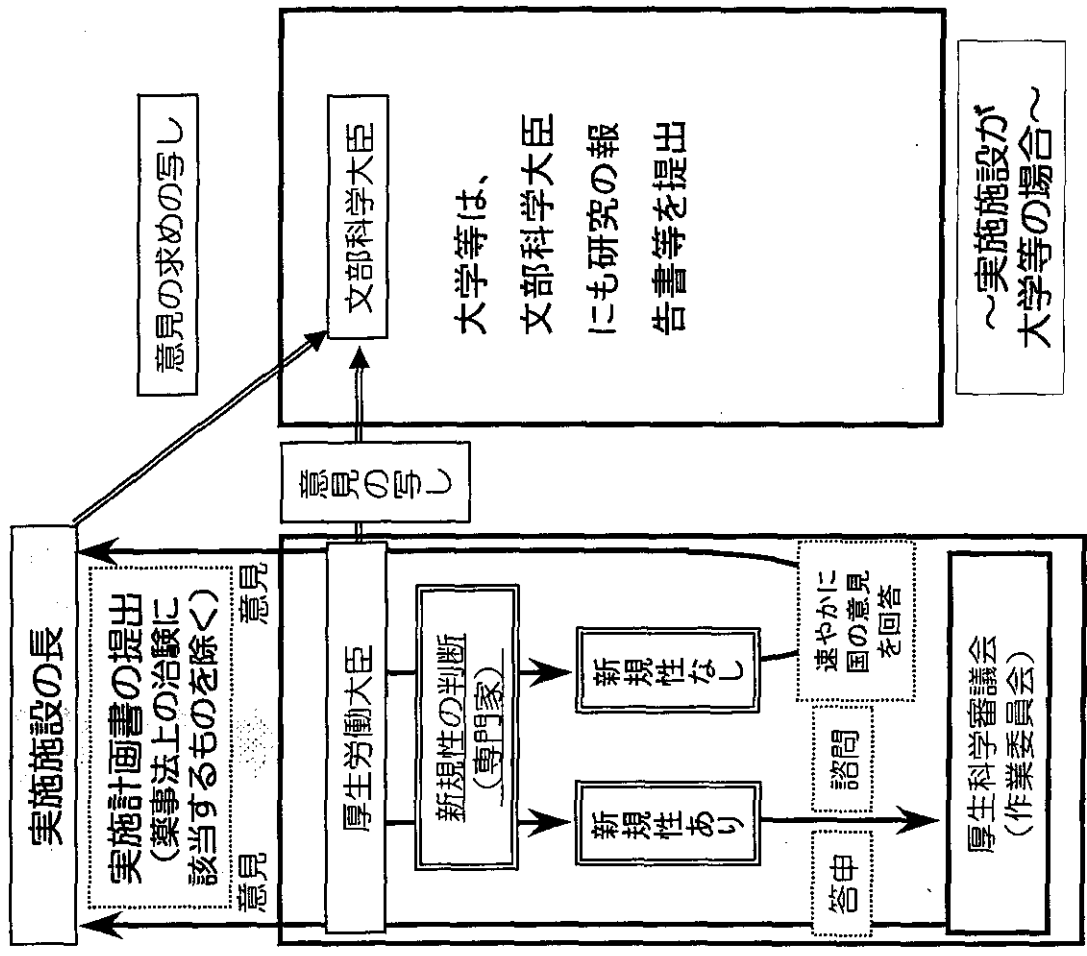 実施施設の長
実施計画書の提出
（薬事法上の治験に
該当するものを除く）
意見
意見
厚生労働大臣
新規性の判断
（専門家）
新規性あり
新規性なし
答申
諮問
速やかに
国の意見
を回答
厚生科学審議会
（作業委員会）
意見の求めの写し
意見の写し
文部科学大臣
大学等は、
文部科学大臣
にも研究の報
告書等を提出
～実施施設が
大学等の場合～